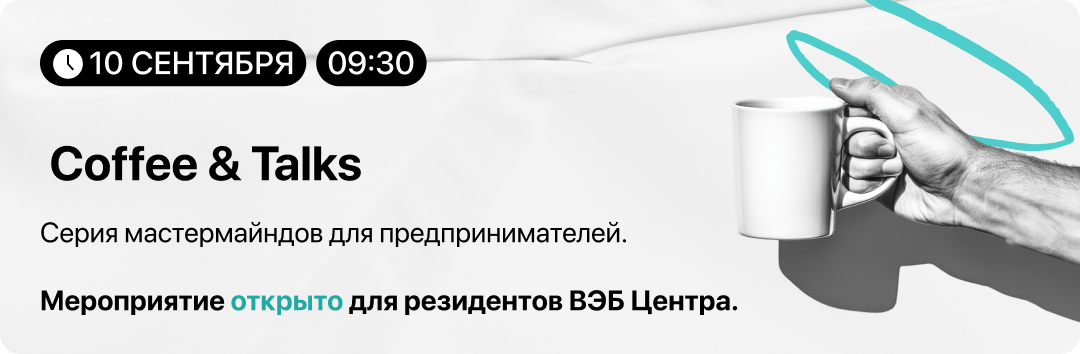 10 СЕНТЯБРЯ 09:30
Coffee & Talks
Серия мастермайндов для предпринимателей.
Мероприятие открыто для резидентов ВЭБ Центра.